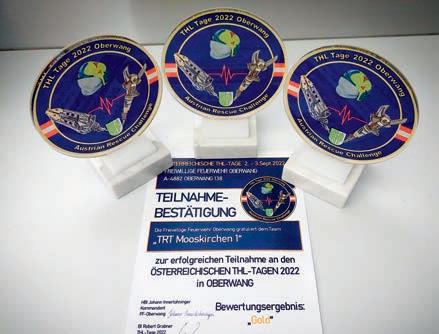 THL Tage 2022 Oberwang
Austrian Rescue Challenge
THL Tage 2022 Oberwang
Austrian Rescue Challenge
THL Tage 2022 Oberwang
Austrian Rescue Challenge
ÖSTERREICHISCHE THL-TAGE 2. - 3.Sept 2022
FREIWILLIGE FEUERWEHR OBERWANG
A-4882 OBERWANG 138
TEILNAHME-
BESTÄTIGUNG
Die Freiwillige Feuerwehr Oberwang gratuliert dem Team
„TRT Mooskirchen 1"
zur erfolgreichen Teilnahme an den
ÖSTERREICHISCHEN THL-TAGEN 2022
in OBERWANG
HBI Johann Innerlohninger
Kommandant
FF-Oberwang
Bewertungsergebnis:
„Gold"
BI Robert Grabner
THL-Tage 2022